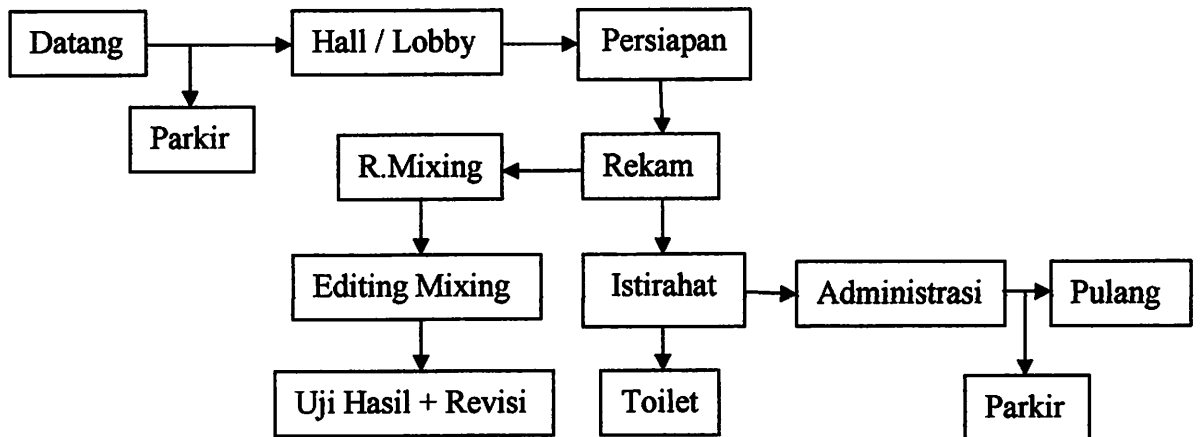 Datang
Hall / Lobby
Persiapan
Parkir
R.Mixing
Rekam
Editing Mixing
Istirahat
Administrasi
Pulang
Uji Hasil + Revisi
Toilet
Parkir